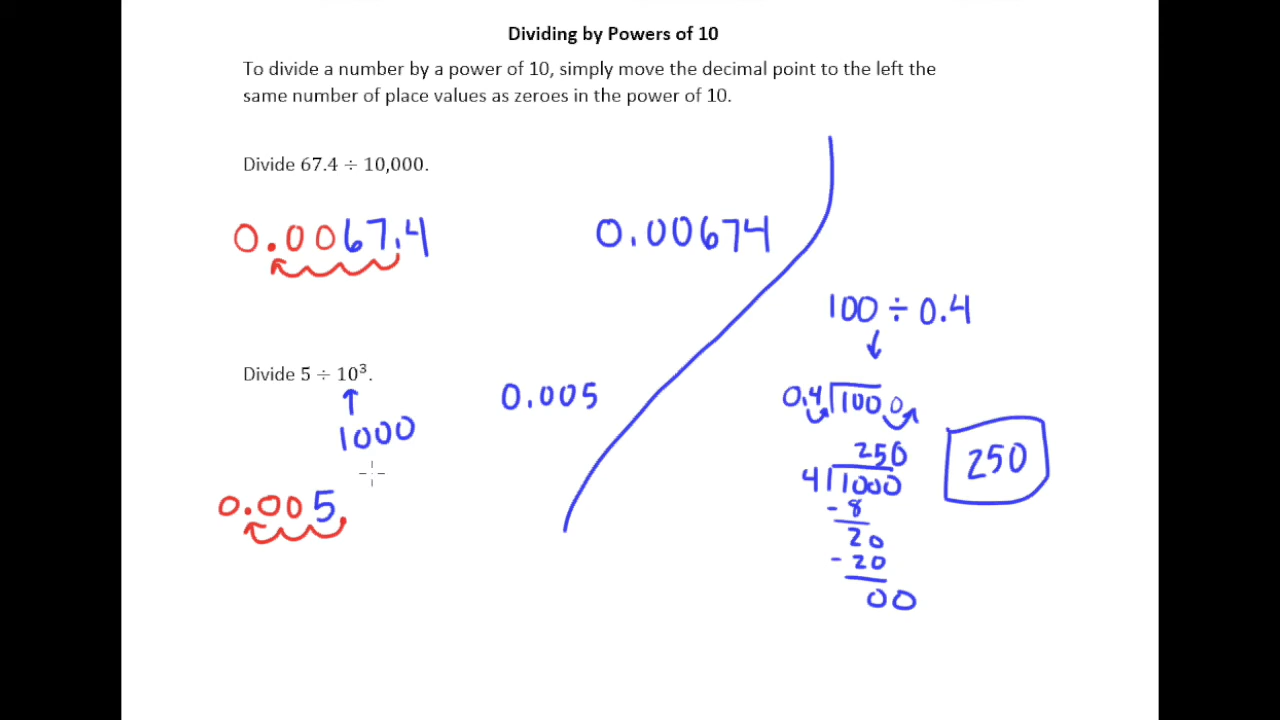 Dividing by Powers of 10
To divide a number by a power of 10, simply move the decimal point to the left the
same number of place values as zeroes in the power of 10.
Divide 67.4 ÷ 10,000.
0.0067.4
0.00674
Divide 5 ÷ 10³.
1000
0.005
0.005.
100 ÷ 0.4
0.4 1000
250
4 1000
- 8
20
- 20
00
250